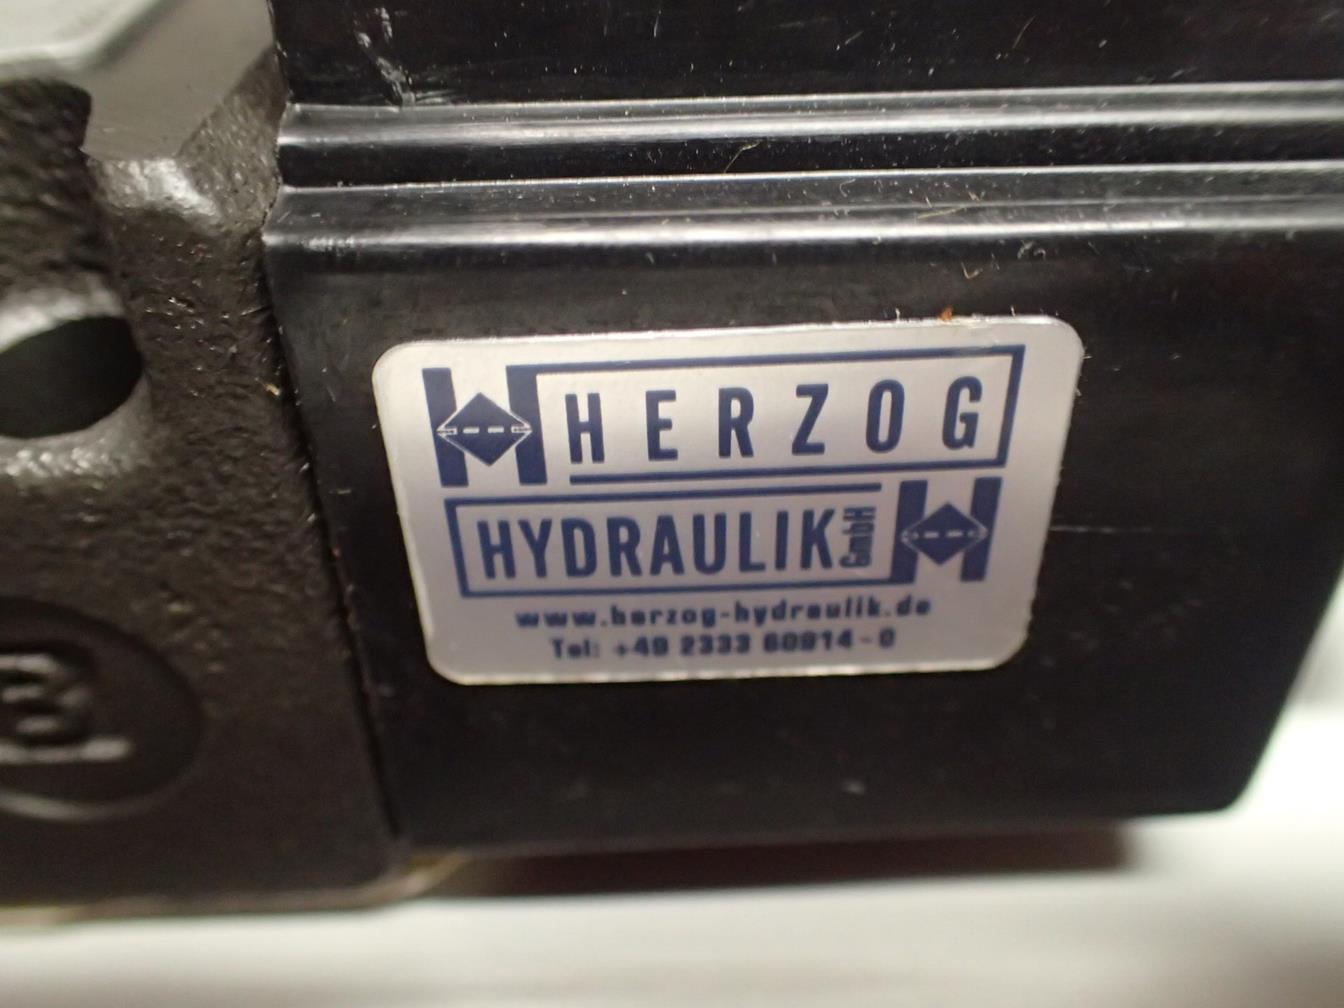 HERZOG
HYDRAULIK GmbH
www.herzog-hydraulik.de
Tel: +49 2333 60914-0